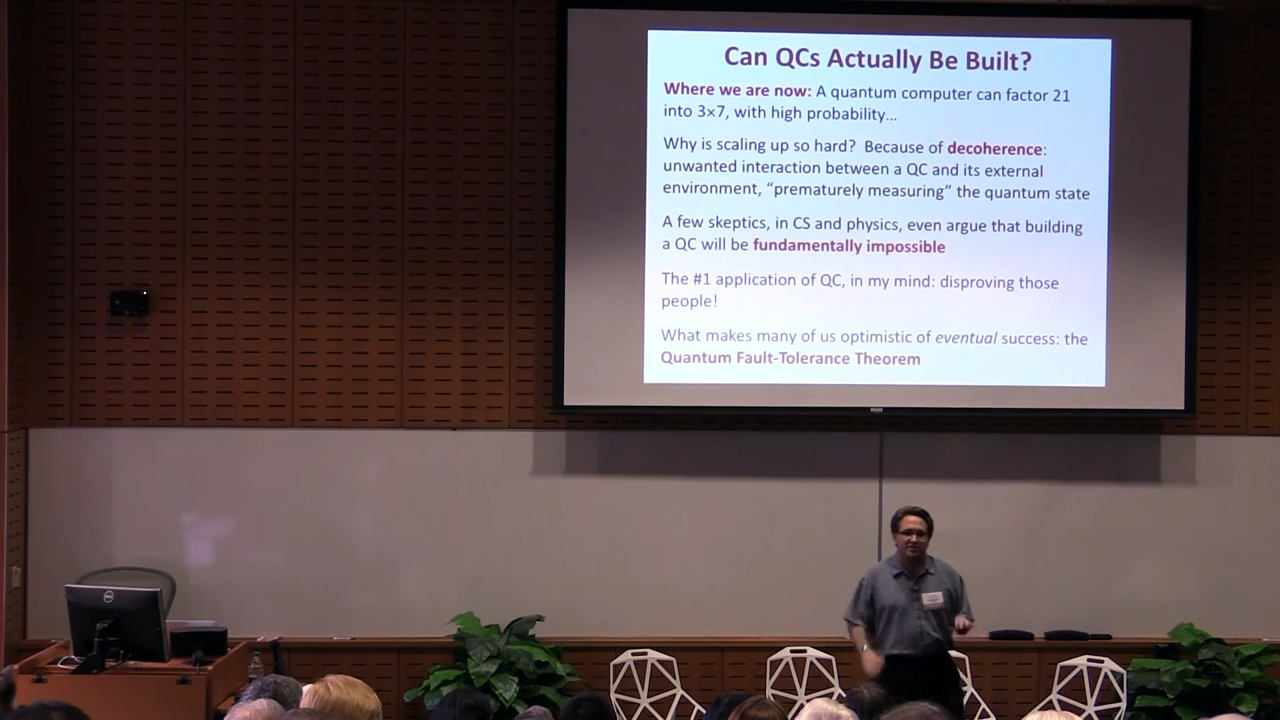 Can QCs Actually Be Built?
Where we are now: A quantum computer can factor 21
into 3×7, with high probability…
Why is scaling up so hard? Because of decoherence:
unwanted interaction between a QC and its external
environment, “prematurely measuring” the quantum state
A few skeptics, in CS and physics, even argue that building
a QC will be fundamentally impossible
The #1 application of QC, in my mind: disproving those
people!
What makes many of us optimistic of eventual success: the
Quantum Fault-Tolerance Theorem
DELL